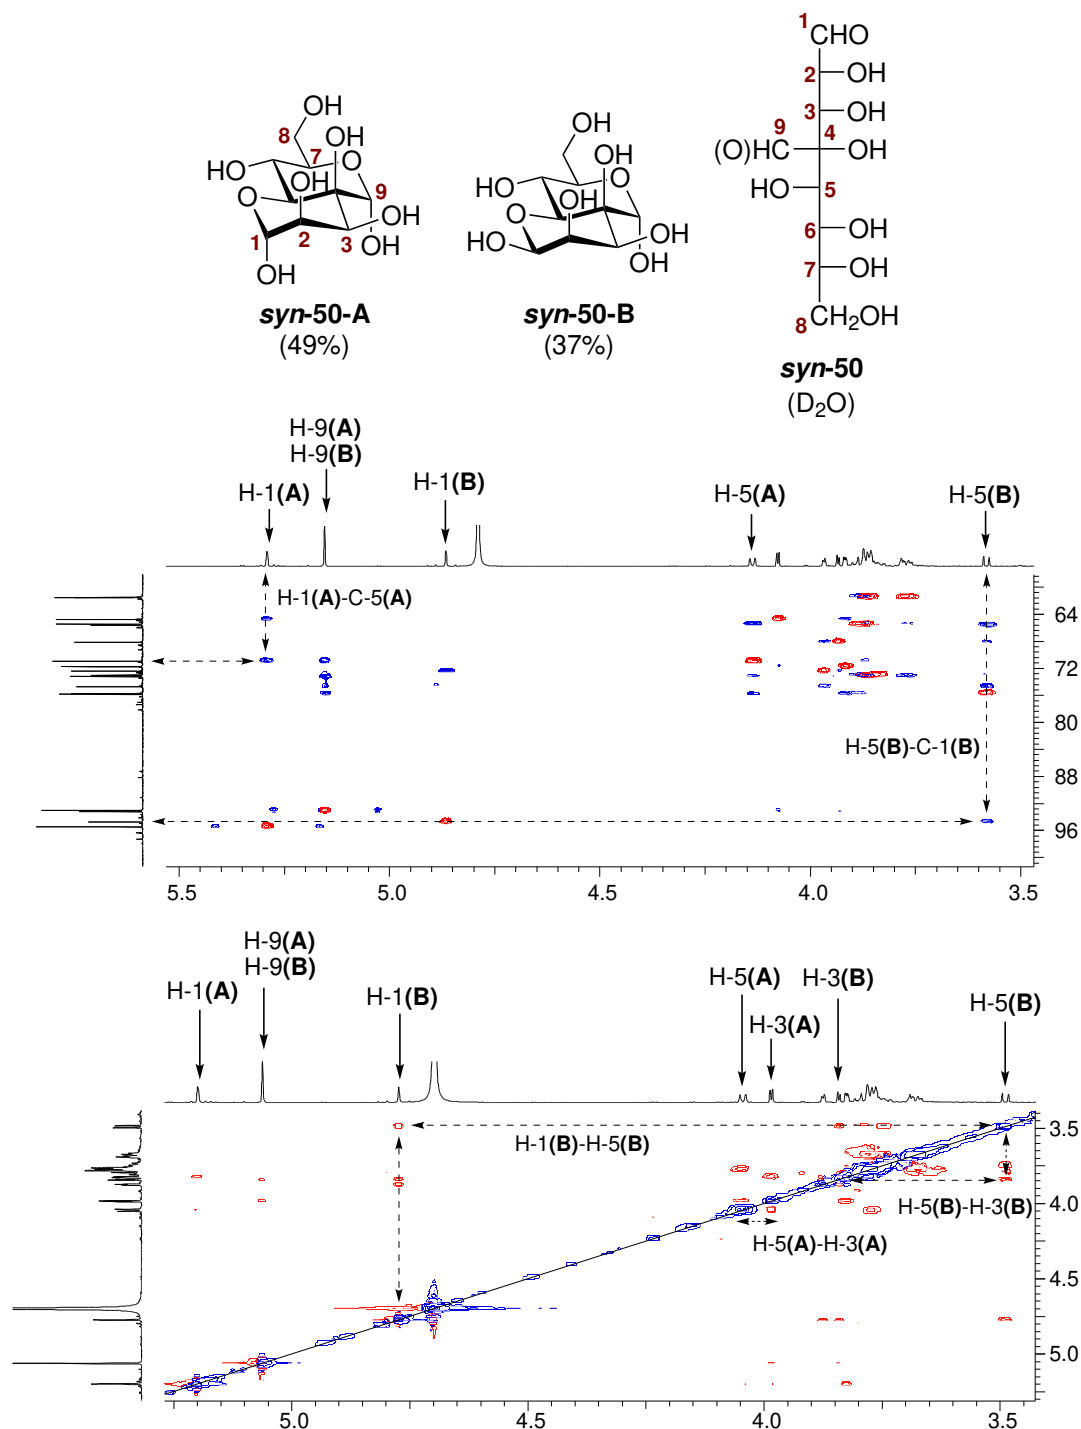 1
CHO
2
OH
3
OH
9
4
(O)HC
OH
HO
5
6
OH
7
OH
8
CH2OH
syn-50
(D2O)
OH
8
OH
7
HO
O
OH
9
O
OH
1
2
3
OH
OH
syn-50-A
(49%)
OH
OH
HO
O
OH
O
HO
OH
OH
syn-50-B
(37%)
H-9(A)
H-9(B)
H-1(A)
H-1(B)
H-5(A)
H-5(B)
H-1(A)-C-5(A)
H-5(B)-C-1(B)
64
72
80
88
96
5.5
5.0
4.5
4.0
3.5
H-9(A)
H-9(B)
H-1(A)
H-1(B)
H-5(A)
H-3(B)
H-3(A)
H-5(B)
H-1(B)-H-5(B)
H-5(B)-H-3(B)
H-5(A)-H-3(A)
3.5
4.0
4.5
5.0
5.0
4.5
4.0
3.5